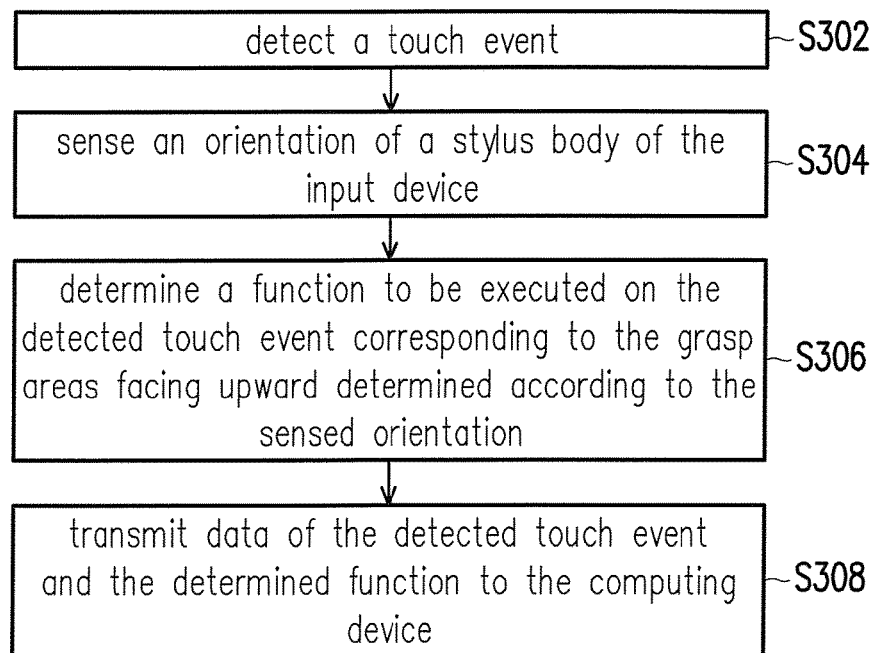 detect a touch event
S302
sense an orientation of a stylus body of the
input device
S304
determine a function to be executed on the
detected touch event corresponding to the grasp
areas facing upward determined according to the
sensed orientation
S306
transmit data of the detected touch event
and the determined function to the computing
device
S308